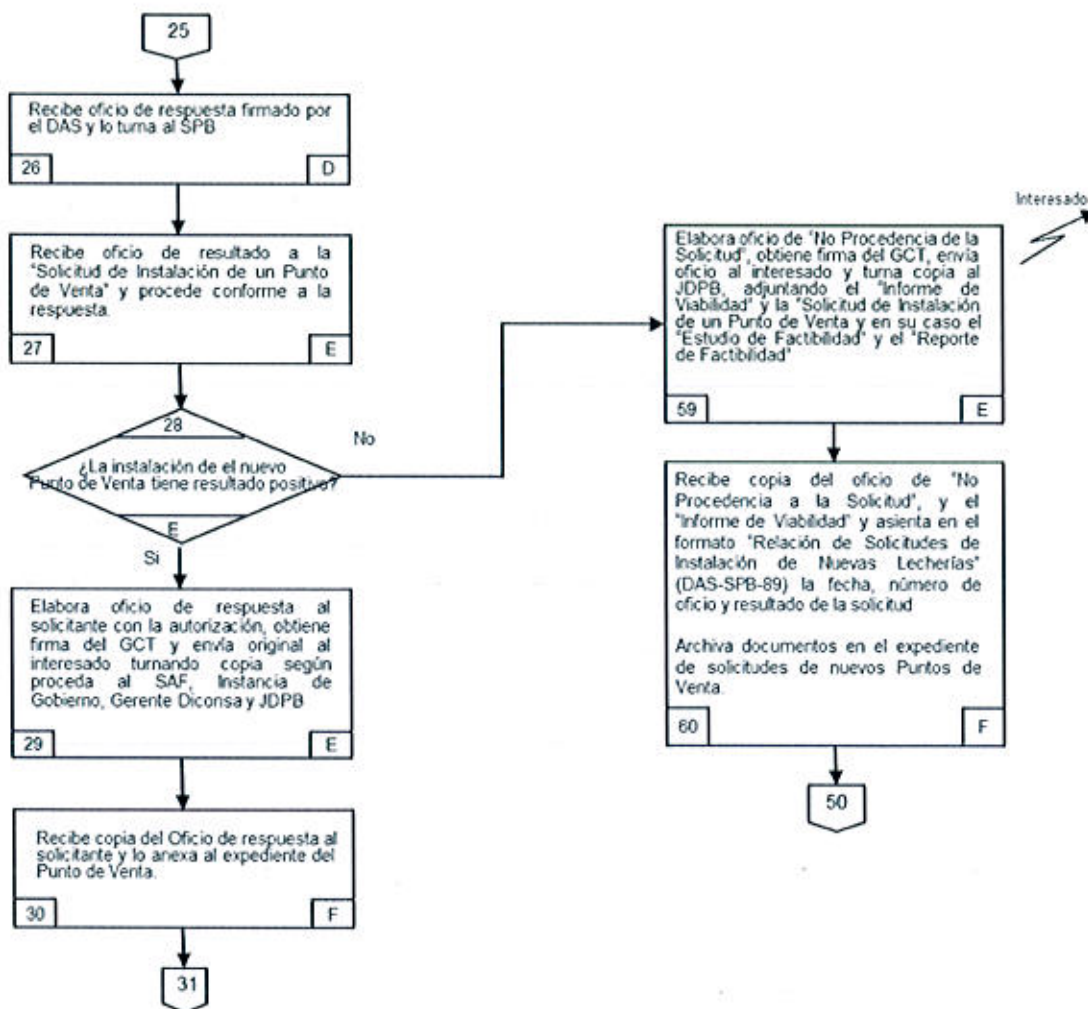 25
Recibe oficio de respuesta firmado por
el DAS y lo turna al SPB
26
D
Recibe oficio de resultado a la
"Solicitud de Instalación de un Punto
de Venta" y procede conforme a la
respuesta.
27
E
28
¿La instalación de el nuevo
Punto de Venta tiene resultado positivo?
E
No
Si
Elabora oficio de respuesta al
solicitante con la autorización, obtiene
firma del GCT y envía original al
interesado turnando copia según
proceda al SAF, Instancia de
Gobierno, Gerente Diconsa y JDPB
29
E
Recibe copia del Oficio de respuesta al
solicitante y lo anexa al expediente del
Punto de Venta.
30
F
31
Interesado
Elabora oficio de "No Procedencia de la
Solicitud", obtiene firma del GCT, envía
oficio al interesado y turna copia al
JDPB, adjuntando el "Informe de
Viabilidad" y la "Solicitud de Instalación
de un Punto de Venta y en su caso el
"Estudio de Factibilidad" y el "Reporte
de Factibilidad"
59
E
Recibe copia del oficio de "No
Procedencia a la Solicitud", y el
"Informe de Viabilidad" y asienta en el
formato "Relación de Solicitudes de
Instalación de Nuevas Lecherías"
(DAS-SPB-89) la fecha, número de
oficio y resultado de la solicitud
Archiva documentos en el expediente
de solicitudes de nuevos Puntos de
Venta.
60
F
50